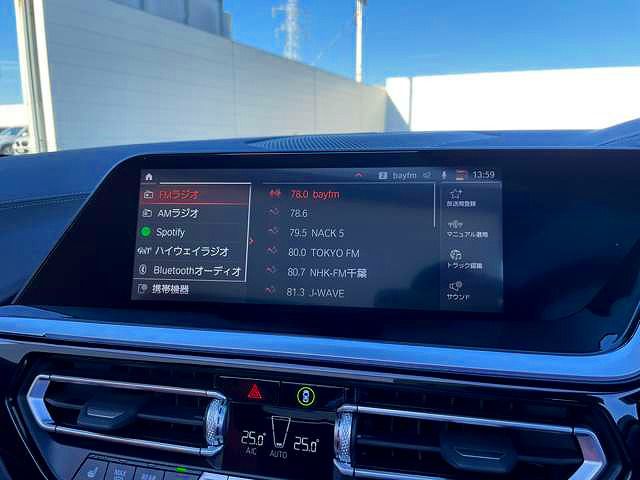 bayfm 13:59
FMラジオ
AMラジオ
Spotify
ハイウェイラジオ
Bluetoothオーディオ
携帯機器
78.0 bayfm
78.6
79.5 NACK 5
80.0 TOKYO FM
80.7 NHK-FM千葉
81.3 J-WAVE
放送局登録
マニュアル選局
トラック認識
サウンド
25.0°
A/C
AUTO
25.0°
MAX
REAR